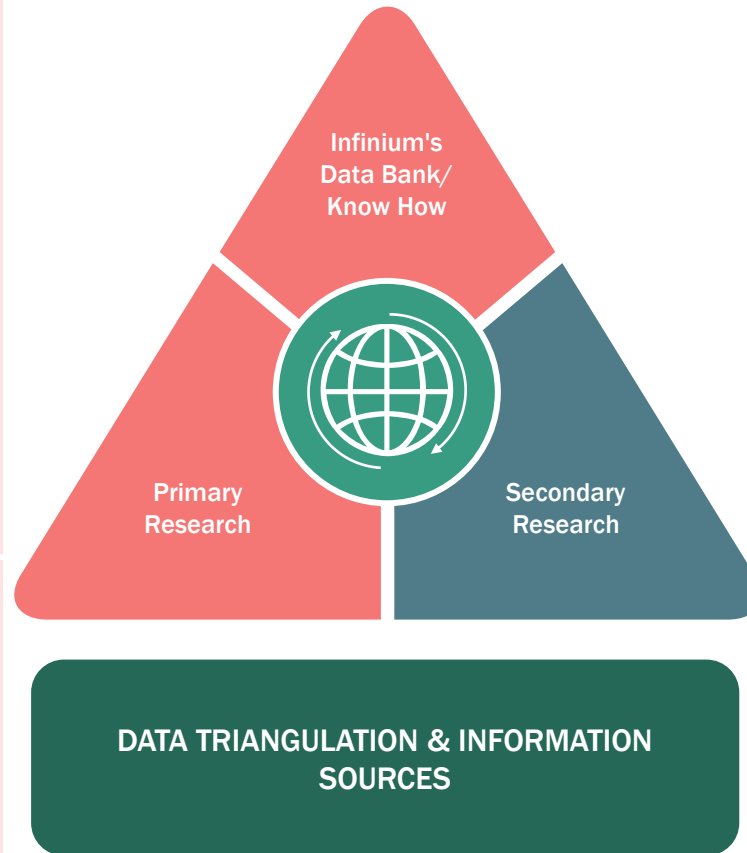 Infinium's
Data Bank/
Know How
Primary
Research
Secondary
Research
DATA TRIANGULATION & INFORMATION
SOURCES